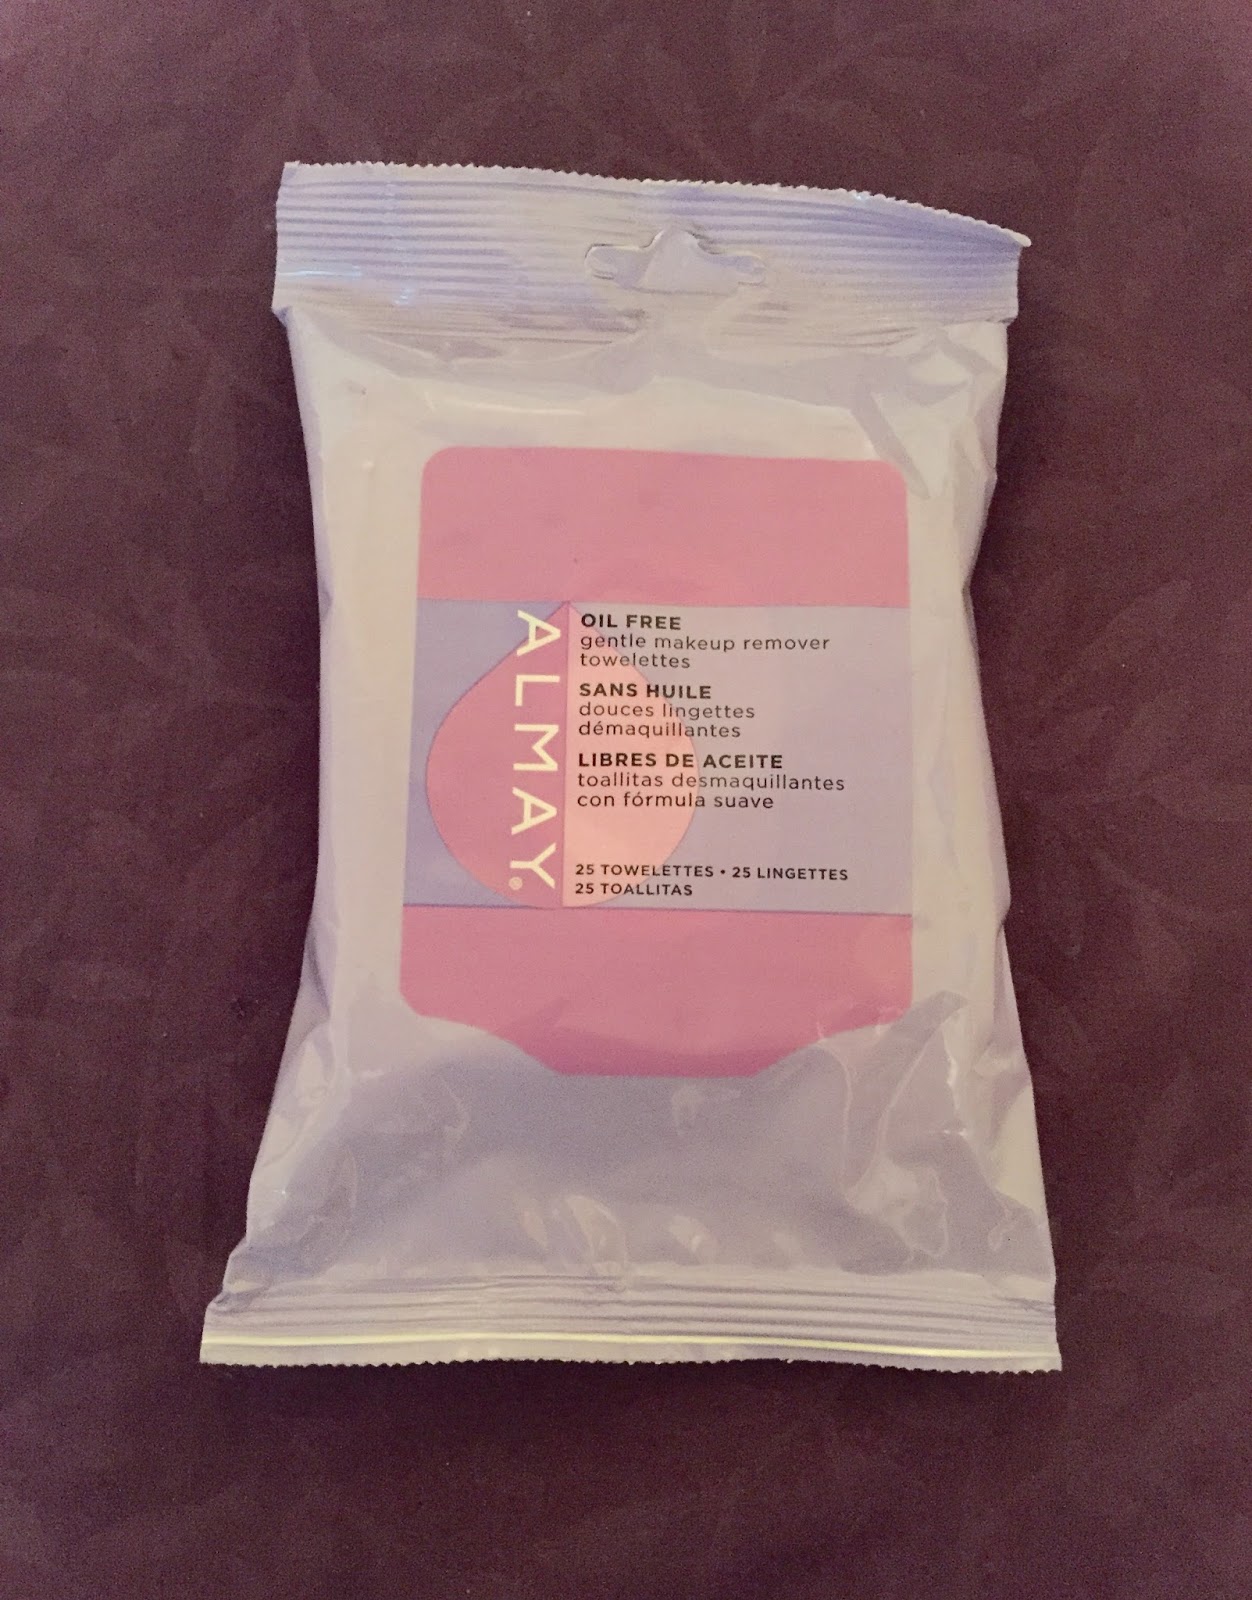 ALMAY®
OIL FREE
gentle makeup remover
towelettes
SANS HUILE
douces lingettes
démaquillantes
LIBRES DE ACEITE
toallitas desmaquillantes
con fórmula suave
25 TOWELETTES • 25 LINGETTES
25 TOALLITAS